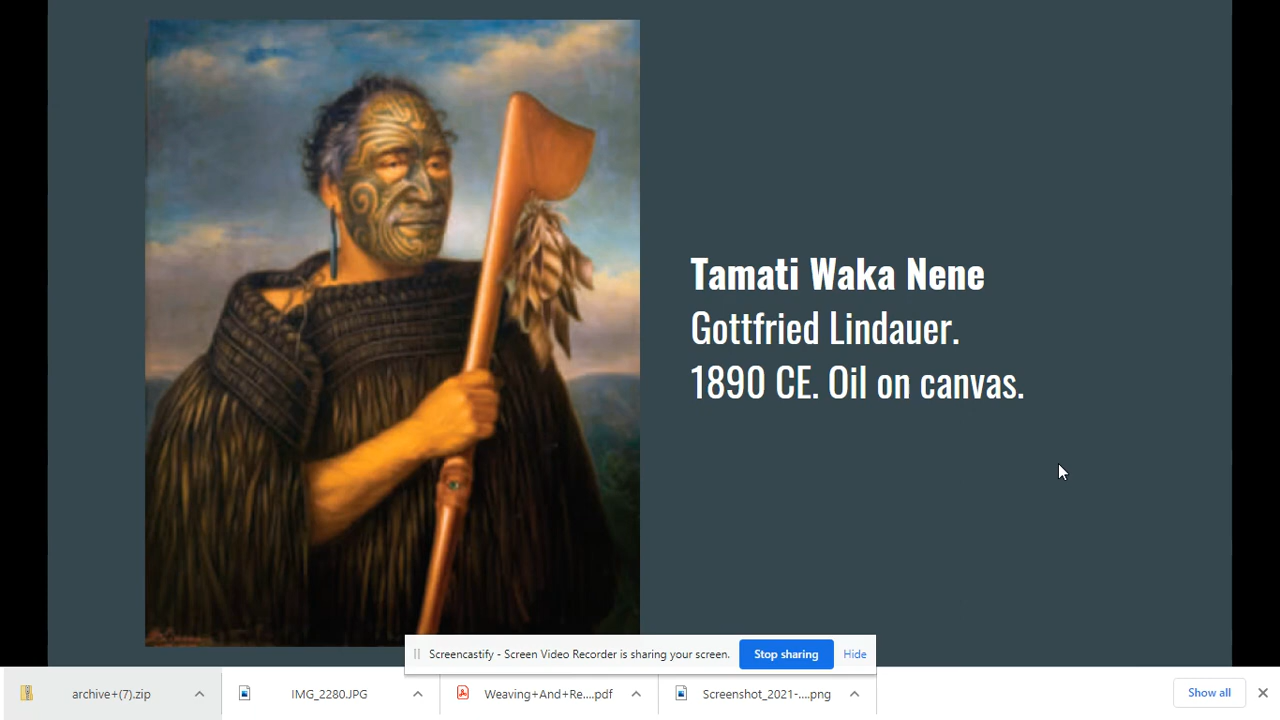 Tamati Waka Nene
Gottfried Lindauer.
1890 CE. Oil on canvas.
Screencastify - Screen Video Recorder is sharing your screen. Stop sharing Hide
archive+(7).zip IMG_2280.JPG Weaving+And+Re....pdf Screenshot_2021-....png Show all